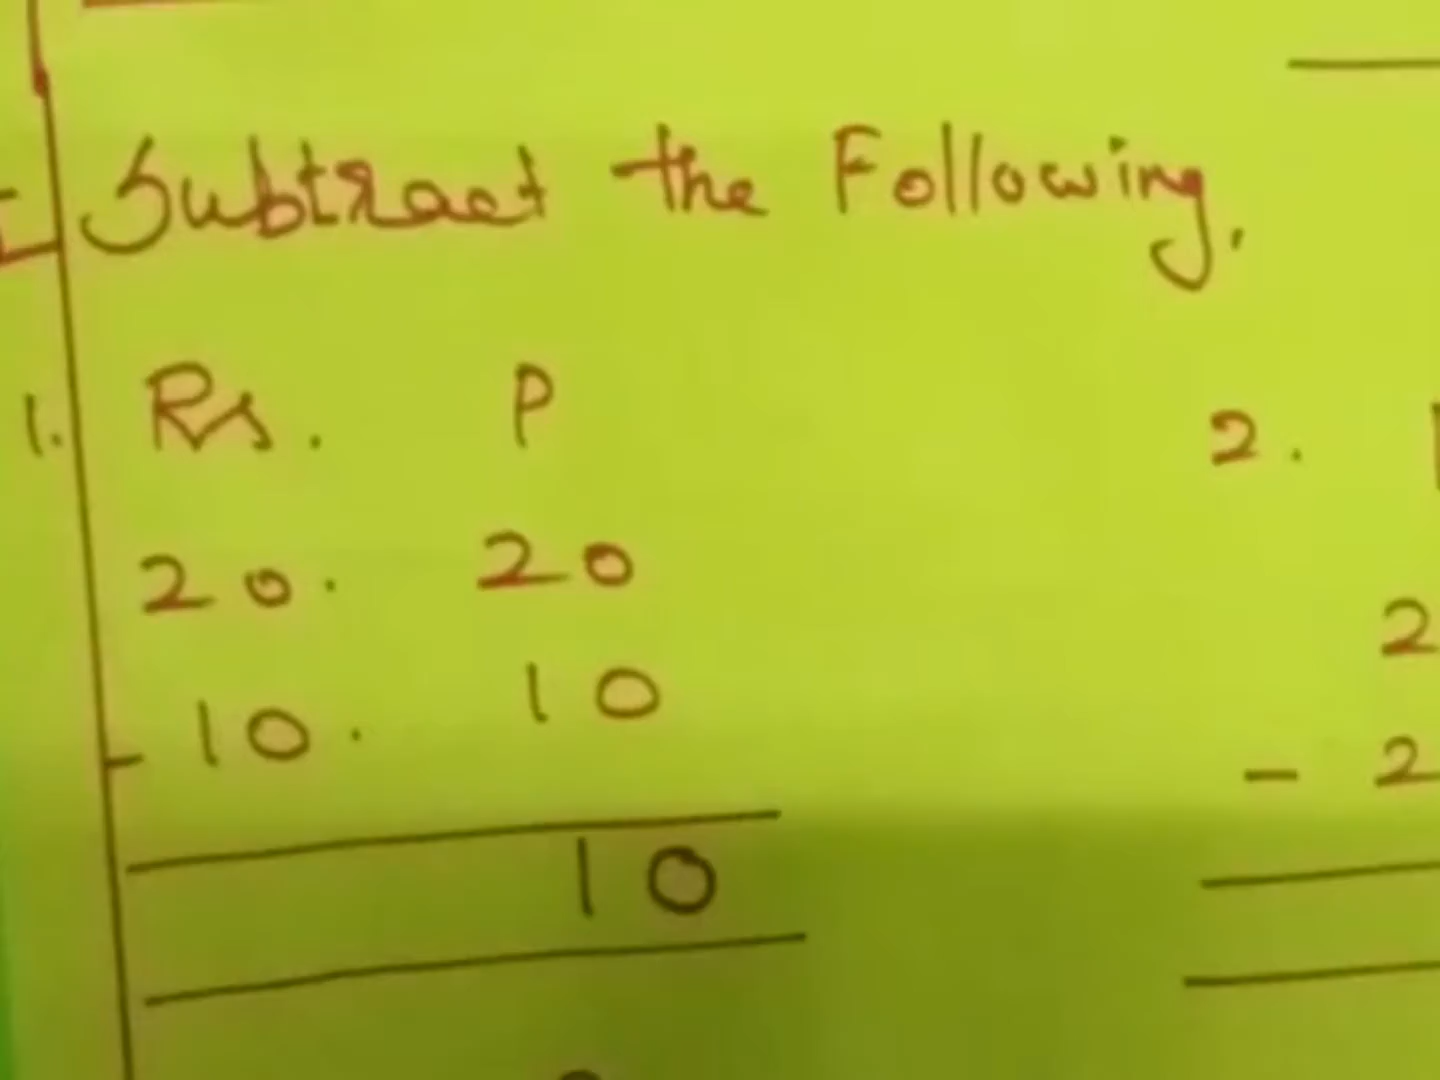 Subtract the Following.
1. Rs. P
20. 20
- 10. 10
10
2.
2
- 2